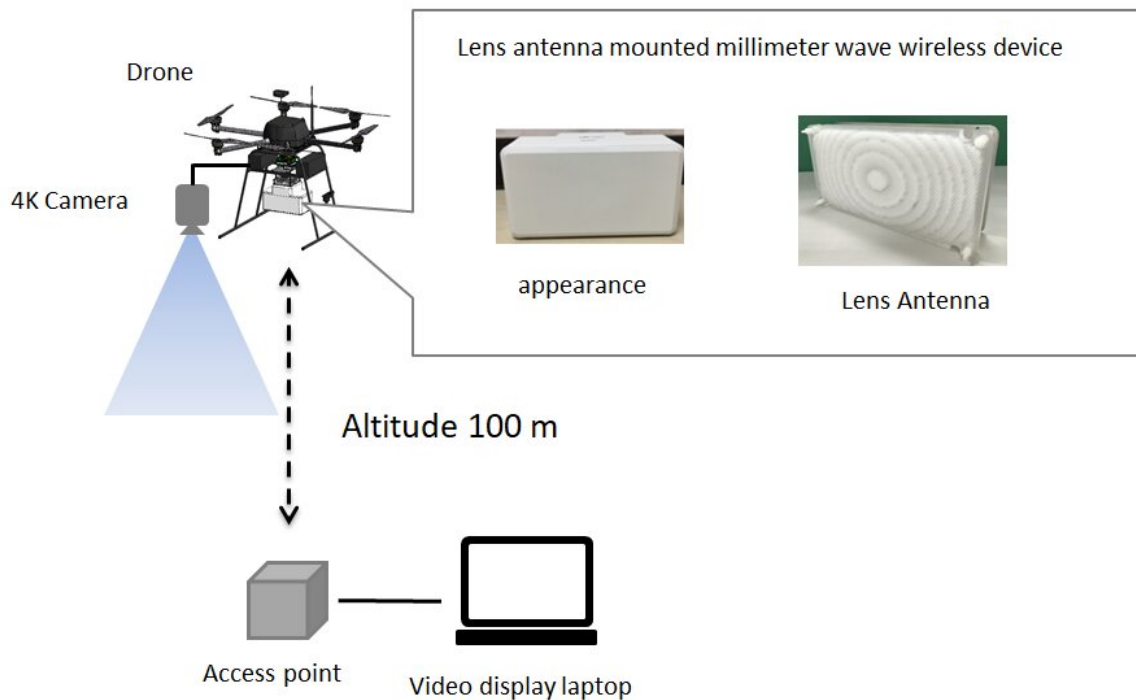 Lens antenna mounted millimeter wave wireless device
Drone
4K Camera
appearance
Lens Antenna
Altitude 100 m
Access point
Video display laptop